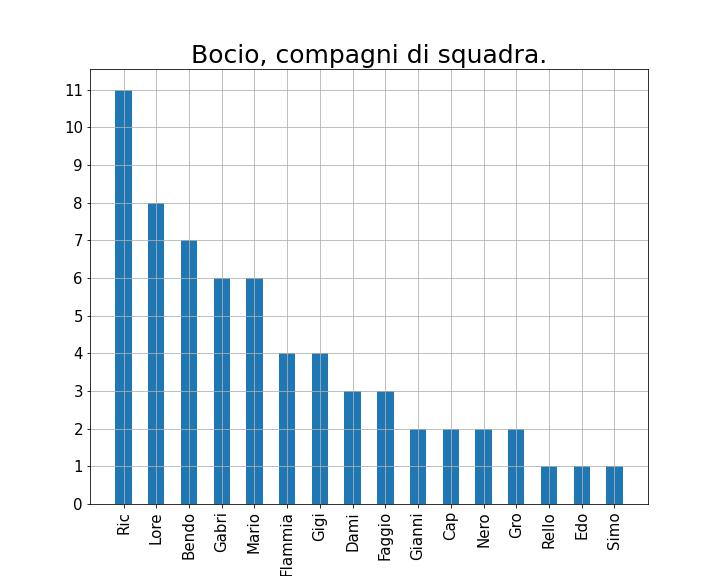 Bocio, compagni di squadra.
11
10
9
8
7
6
5
4
3
2
1
0
Ric
Lore
Bendo
Gabri
Mario
Flammia
Gigi
Dami
Faggio
Gianni
Cap
Nero
Gro
Rello
Edo
Simo